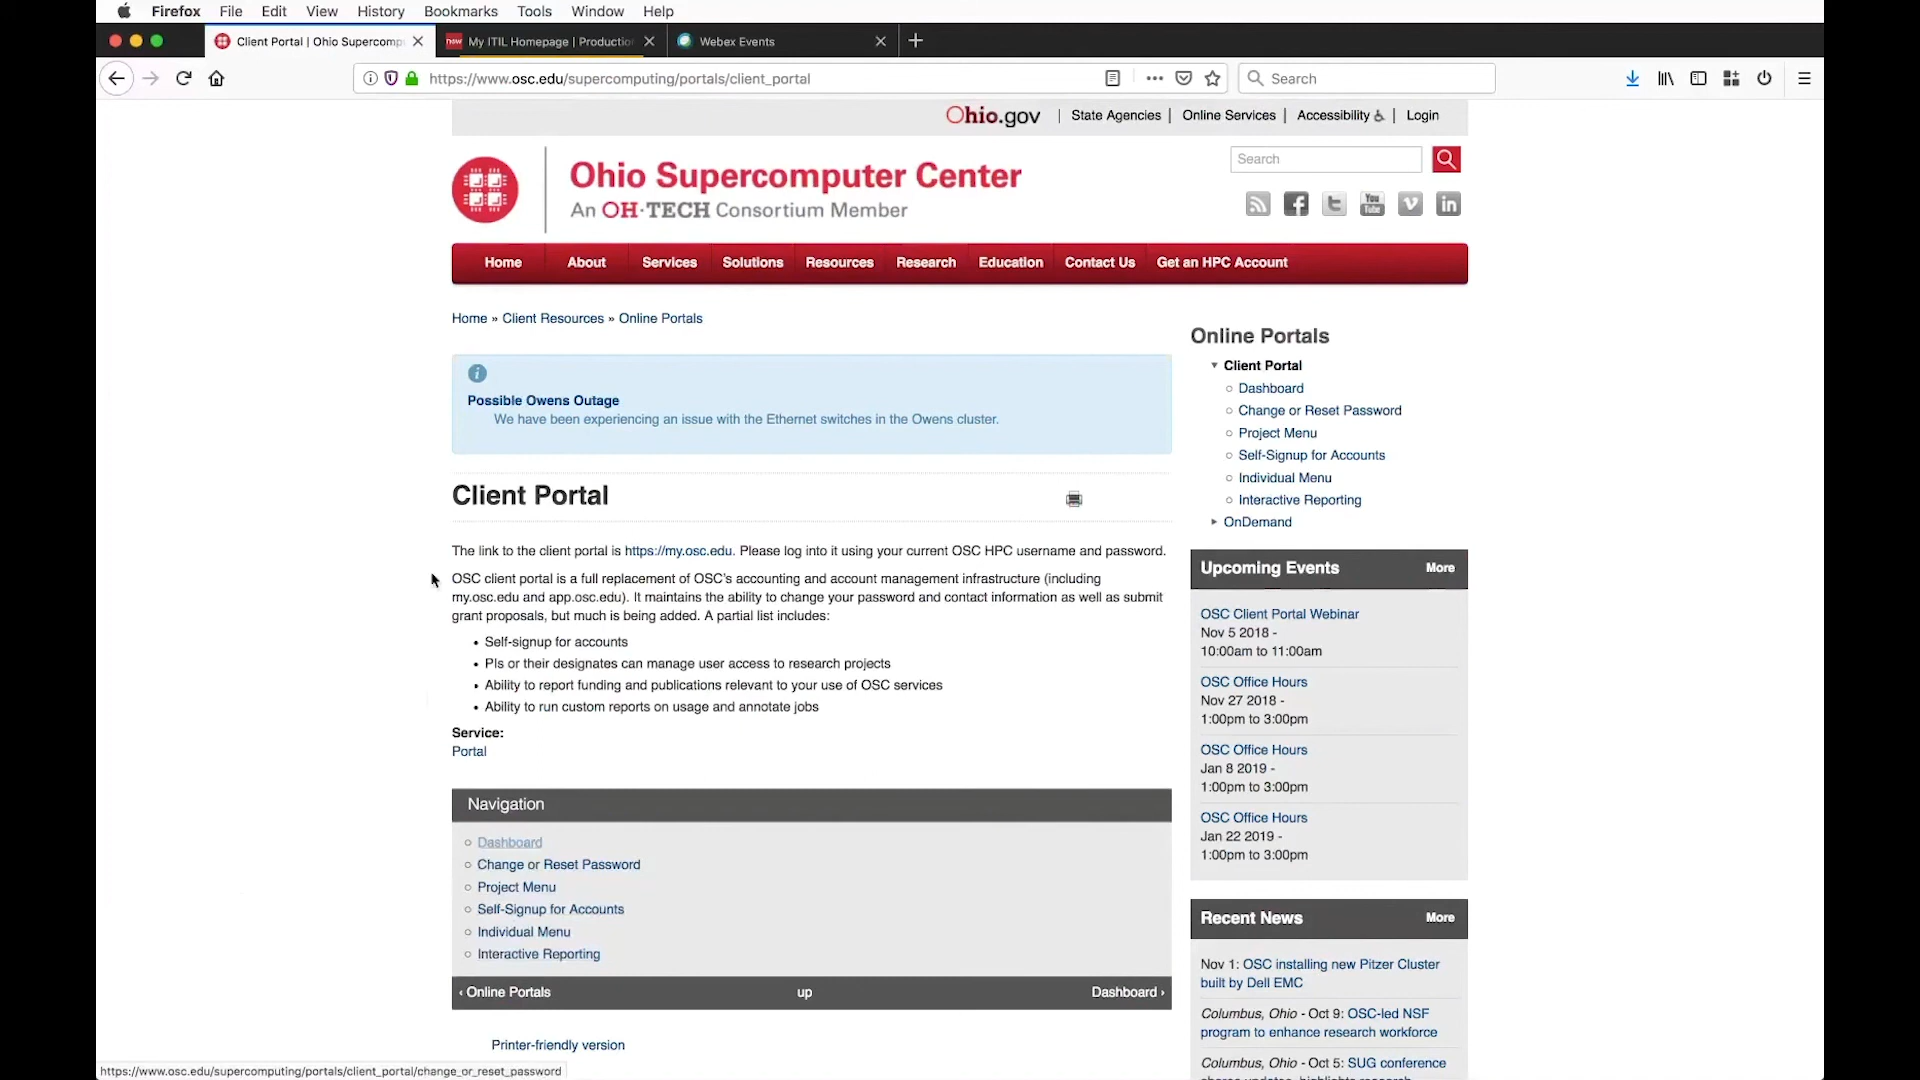 Firefox File Edit View History Bookmarks Tools Window Help
Client Portal | Ohio Supercomp
My ITIL Homepage | Productio
Webex Events
https://www.osc.edu/supercomputing/portals/client_portal
Search
Ohio.gov | State Agencies | Online Services | Accessibility | Login
Ohio Supercomputer Center
An OH·TECH Consortium Member
Search
You Tube
Home About Services Solutions Resources Research Education Contact Us Get an HPC Account
Home » Client Resources » Online Portals
Possible Owens Outage
We have been experiencing an issue with the Ethernet switches in the Owens cluster.
Client Portal
The link to the client portal is https://my.osc.edu. Please log into it using your current OSC HPC username and password.
OSC client portal is a full replacement of OSC's accounting and account management infrastructure (including
my.osc.edu and app.osc.edu). It maintains the ability to change your password and contact information as well as submit
grant proposals, but much is being added. A partial list includes:
• Self-signup for accounts
• PIs or their designates can manage user access to research projects
• Ability to report funding and publications relevant to your use of OSC services
• Ability to run custom reports on usage and annotate jobs
Service:
Portal
Navigation
Dashboard
Change or Reset Password
Project Menu
Self-Signup for Accounts
Individual Menu
Interactive Reporting
‹ Online Portals up Dashboard ›
Printer-friendly version
Online Portals
Client Portal
Dashboard
Change or Reset Password
Project Menu
Self-Signup for Accounts
Individual Menu
Interactive Reporting
OnDemand
Upcoming Events More
OSC Client Portal Webinar
Nov 5 2018 -
10:00am to 11:00am
OSC Office Hours
Nov 27 2018 -
1:00pm to 3:00pm
OSC Office Hours
Jan 8 2019 -
1:00pm to 3:00pm
OSC Office Hours
Jan 22 2019 -
1:00pm to 3:00pm
Recent News More
Nov 1: OSC installing new Pitzer Cluster
built by Dell EMC
Columbus, Ohio - Oct 9: OSC-led NSF
program to enhance research workforce
Columbus, Ohio - Oct 5: SUG conference
https://www.osc.edu/supercomputing/portals/client_portal/change_or_reset_password